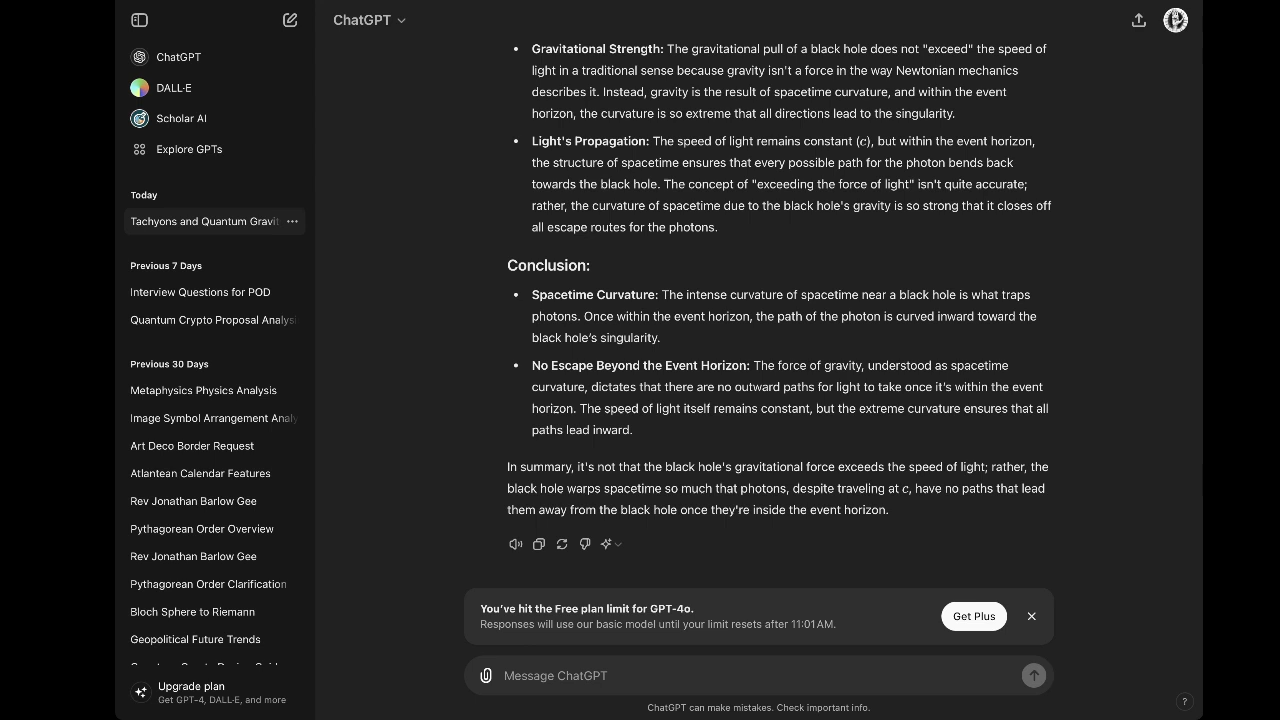 ChatGPT
ChatGPT
DALL·E
Scholar AI
Explore GPTs
Today
Tachyons and Quantum Gravit
Previous 7 Days
Interview Questions for POD
Quantum Crypto Proposal Analysi
Previous 30 Days
Metaphysics Physics Analysis
Image Symbol Arrangement Analy
Art Deco Border Request
Atlantean Calendar Features
Rev Jonathan Barlow Gee
Pythagorean Order Overview
Rev Jonathan Barlow Gee
Pythagorean Order Clarification
Bloch Sphere to Riemann
Geopolitical Future Trends
Upgrade plan
Get GPT-4, DALL·E, and more
• Gravitational Strength: The gravitational pull of a black hole does not "exceed" the speed of
light in a traditional sense because gravity isn't a force in the way Newtonian mechanics
describes it. Instead, gravity is the result of spacetime curvature, and within the event
horizon, the curvature is so extreme that all directions lead to the singularity.
• Light's Propagation: The speed of light remains constant (c), but within the event horizon,
the structure of spacetime ensures that every possible path for the photon bends back
towards the black hole. The concept of "exceeding the force of light" isn't quite accurate;
rather, the curvature of spacetime due to the black hole's gravity is so strong that it closes off
all escape routes for the photons.
Conclusion:
• Spacetime Curvature: The intense curvature of spacetime near a black hole is what traps
photons. Once within the event horizon, the path of the photon is curved inward toward the
black hole's singularity.
• No Escape Beyond the Event Horizon: The force of gravity, understood as spacetime
curvature, dictates that there are no outward paths for light to take once it's within the event
horizon. The speed of light itself remains constant, but the extreme curvature ensures that all
paths lead inward.
In summary, it's not that the black hole's gravitational force exceeds the speed of light; rather, the
black hole warps spacetime so much that photons, despite traveling at c, have no paths that lead
them away from the black hole once they're inside the event horizon.
You've hit the Free plan limit for GPT-4o.
Responses will use our basic model until your limit resets after 11:01 AM.
Get Plus
Message ChatGPT
ChatGPT can make mistakes. Check important info.
?